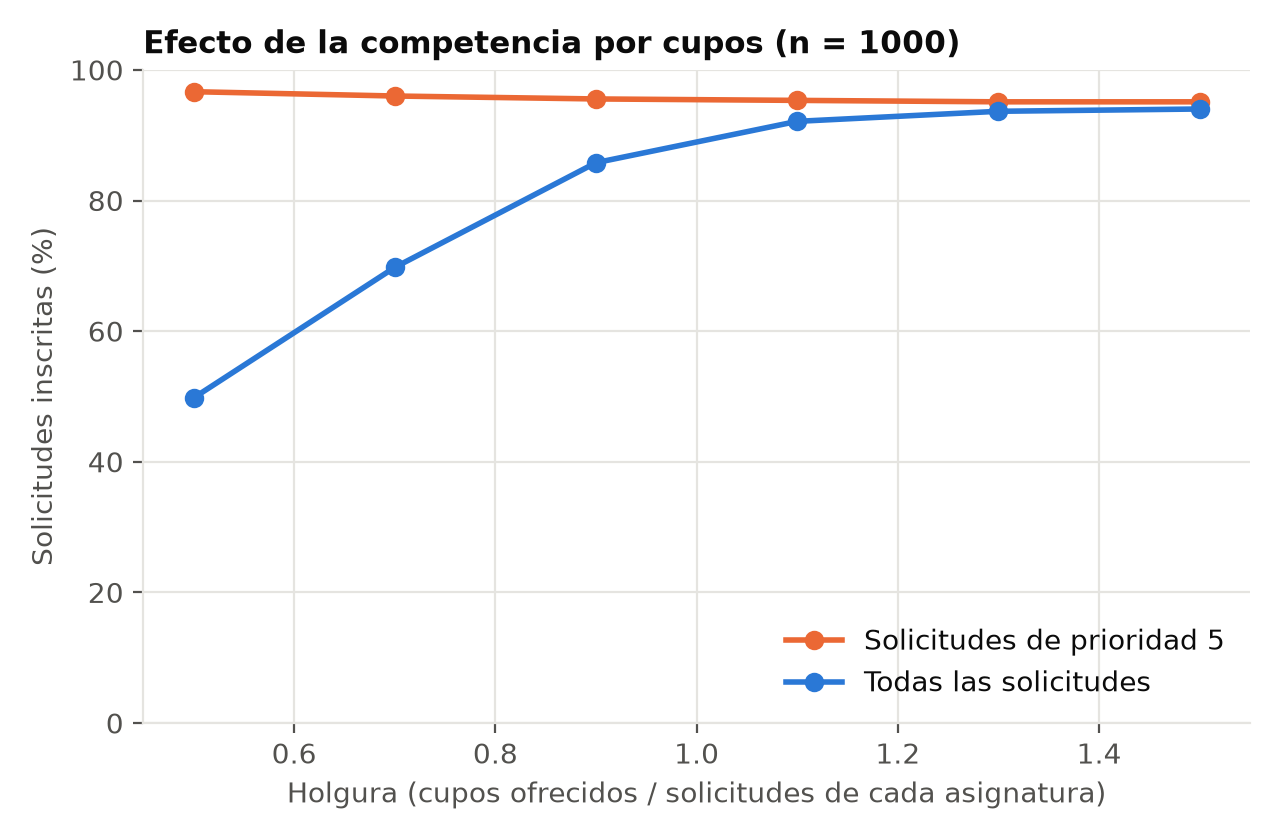 Efecto de la competencia por cupos (n = 1000)
100
80
60
40
20
0
Solicitudes inscritas (%)
Solicitudes de prioridad 5
Todas las solicitudes
0.6 0.8 1.0 1.2 1.4
Holgura (cupos ofrecidos / solicitudes de cada asignatura)